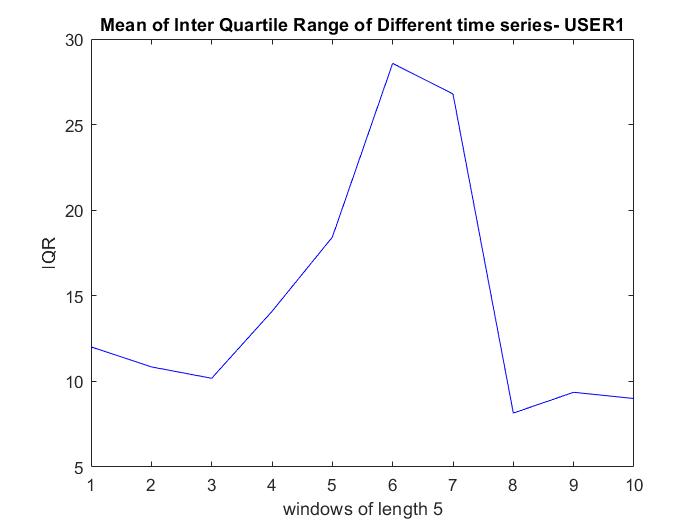 Mean of Inter Quartile Range of Different time series- USER1
30
25
20
15
10
5
IQR
1 2 3 4 5 6 7 8 9 10
windows of length 5